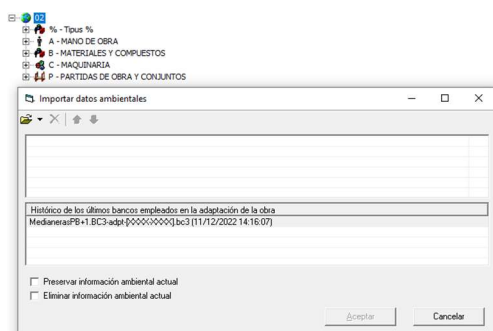 02
% - Tipus %
A - MANO DE OBRA
B - MATERIALES Y COMPUESTOS
C - MAQUINARIA
P - PARTIDAS DE OBRA Y CONJUNTOS
Importar datos ambientales
Histórico de los últimos bancos empleados en la adaptación de la obra
MedianerasPB+1.BC3-adpt-[XXXX>XXXX].bc3 (11/12/2022 14:16:07)
Preservar información ambiental actual
Eliminar información ambiental actual
Aceptar Cancelar